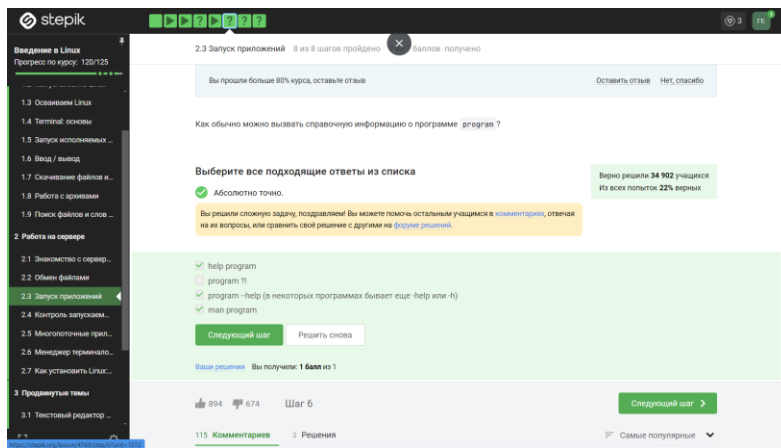 stepik
3
ГЕ
Введение в Linux
Прогресс по курсу: 120/125
2.3 Запуск приложений 8 из 8 шагов пройдено баллов получено
Вы прошли больше 80% курса, оставьте отзыв
Оставить отзыв Нет, спасибо
1.3 Осваиваем Linux
1.4 Terminal: основы
1.5 Запуск исполняемых ...
1.6 Ввод / вывод
1.7 Скачивание файлов и...
1.8 Работа с архивами
1.9 Поиск файлов и слов ...
2 Работа на сервере
2.1 Знакомство с сервер...
2.2 Обмен файлами
2.3 Запуск приложений
2.4 Контроль запускаем...
2.5 Многопоточные прил...
2.6 Менеджер терминало...
2.7 Как установить Linux:...
3 Продвинутые темы
3.1 Текстовый редактор ...
Как обычно можно вызвать справочную информацию о программе program ?
Выберите все подходящие ответы из списка
Абсолютно точно.
Верно решили 34 902 учащихся
Из всех попыток 22% верных
Вы решили сложную задачу, поздравляем! Вы можете помочь остальным учащимся в комментариях, отвечая
на их вопросы, или сравнить своё решение с другими на форуме решений.
help program
program ?!
program --help (в некоторых программах бывает еще -help или -h)
man program
Следующий шаг Решить снова
Ваши решения Вы получили: 1 балл из 1
894 674 Шаг 6
Следующий шаг
115 Комментариев 3 Решения
Самые популярные